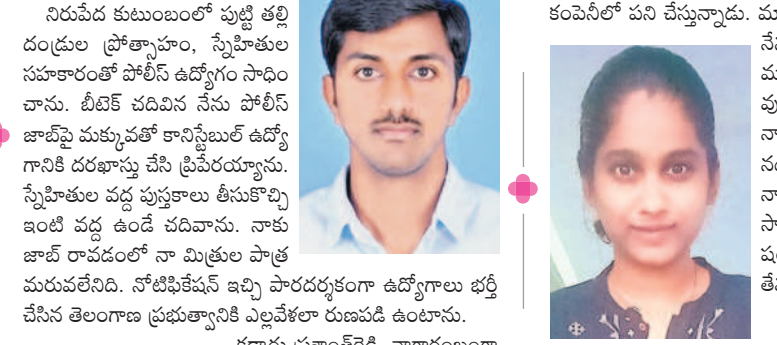 నిరుపేద కుటుంబంలో పుట్టి తల్లి
దండ్రుల ప్రోత్సాహం, స్నేహితుల
సహకారంతో పోలీస్ ఉద్యోగం సాధిం
చాను. బీటెక్ చదివిన నేను పోలీస్
జాబ్‌పై మక్కువతో కానిస్టేబుల్ ఉద్యో
గానికి దరఖాస్తు చేసి ప్రిపేరయ్యాను.
స్నేహితుల వద్ద పుస్తకాలు తీసుకొచ్చి
ఇంటి వద్ద ఉండే చదివాను. నాకు
జాబ్ రావడంలో నా మిత్రుల పాత్ర
మరువలేనిది. నోటిఫికేషన్ ఇచ్చి పారదర్శకంగా ఉద్యోగాలు భర్తీ
చేసిన తెలంగాణ ప్రభుత్వానికి ఎల్లవేళలా రుణపడి ఉంటాను.
కంపెనీలో పని చేస్తున్నాడు.